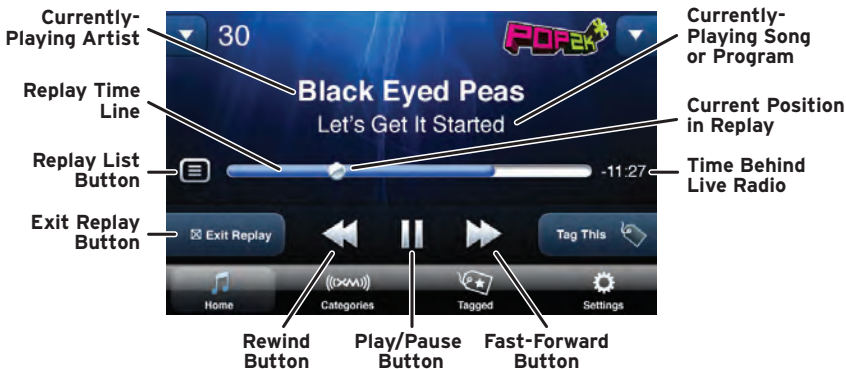 Currently-
Playing Artist
Currently-
Playing Song
or Program
30
POP2K
Black Eyed Peas
Let's Get It Started
Replay Time
Line
Current Position
in Replay
Replay List
Button
-11:27
Time Behind
Live Radio
Exit Replay
Button
Exit Replay
Tag This
Home
((XM))
Categories
Tagged
Settings
Rewind
Button
Play/Pause
Button
Fast-Forward
Button